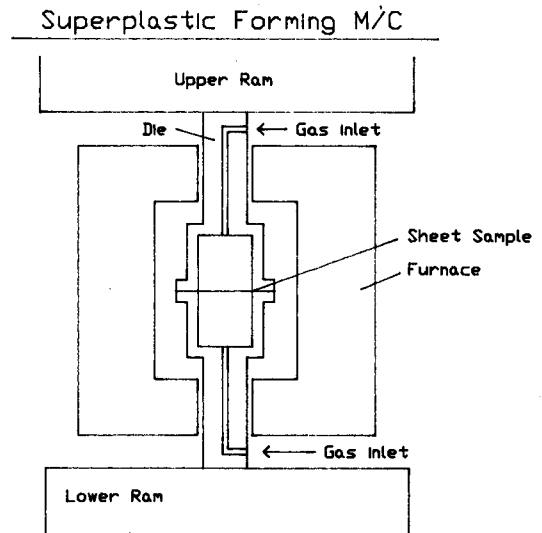 Superplastic Forming M/C
Upper Ram
Die
Gas Inlet
Sheet Sample
Furnace
Gas Inlet
Lower Ram